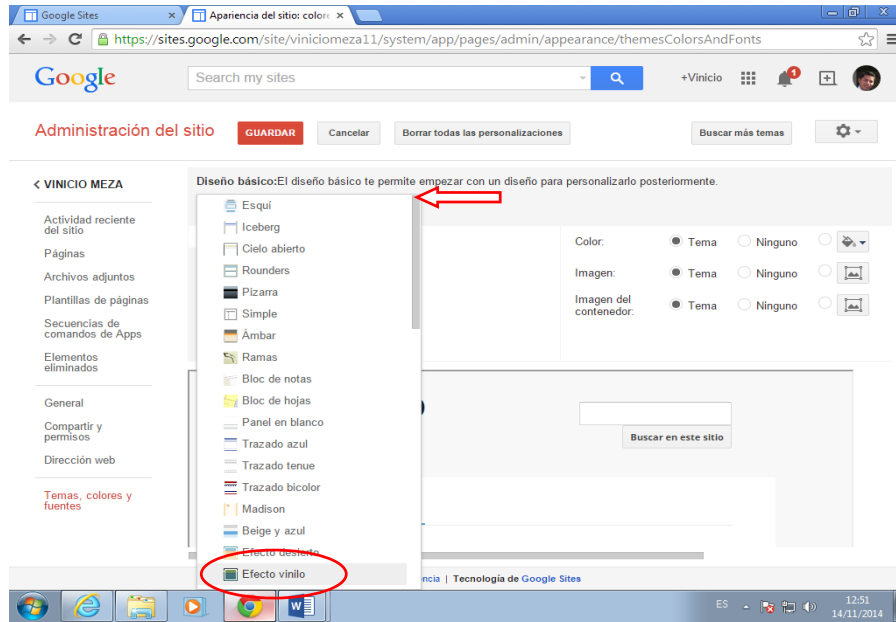 Google Sites
Apariencia del sitio: colore
https://sites.google.com/site/viniciomeza11/system/app/pages/admin/appearance/themesColorsAndFonts
Google
Search my sites
+Vinicio
1
Administración del sitio
GUARDAR
Cancelar
Borrar todas las personalizaciones
Buscar más temas
VINICIO MEZA
Actividad reciente
del sitio
Páginas
Archivos adjuntos
Plantillas de páginas
Secuencias de
comandos de Apps
Elementos
eliminados
General
Compartir y
permisos
Dirección web
Temas, colores y
fuentes
Diseño básico:El diseño básico te permite empezar con un diseño para personalizarlo posteriormente.
Esquí
Iceberg
Cielo abierto
Rounders
Pizarra
Simple
Ámbar
Ramas
Bloc de notas
Bloc de hojas
Panel en blanco
Trazado azul
Trazado tenue
Trazado bicolor
Madison
Beige y azul
Efecto desierto
Efecto vinilo
Color:
Tema
Ninguno
Imagen:
Tema
Ninguno
Imagen del
contenedor:
Tema
Ninguno
Buscar en este sitio
| Tecnología de Google Sites
ES
12:51
14/11/2014